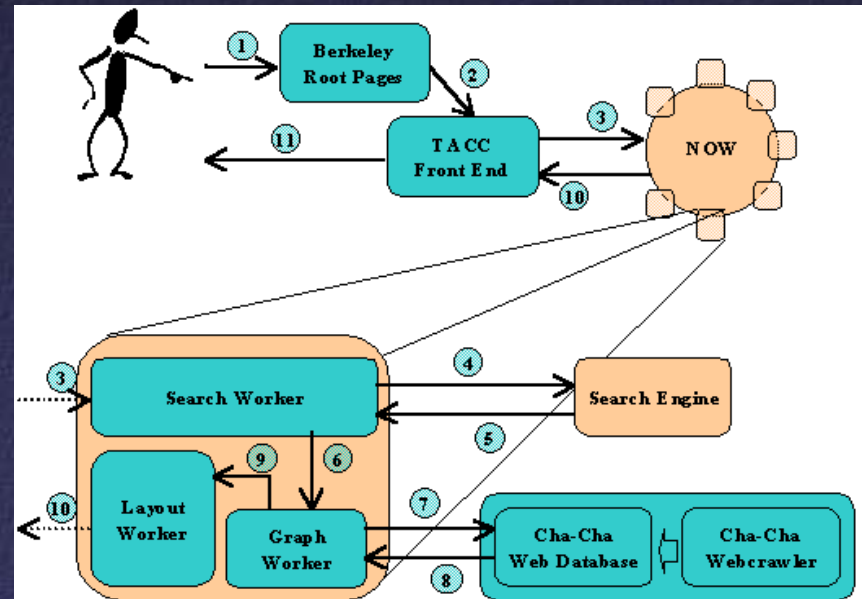 1
Berkeley
Root Pages
2
TACC
Front End
3
NOW
11
10
3
Search Worker
4
Search Engine
5
9
6
10
Layout
Worker
Graph
Worker
7
Cha-Cha
Web Database
Cha-Cha
Webcrawler
8